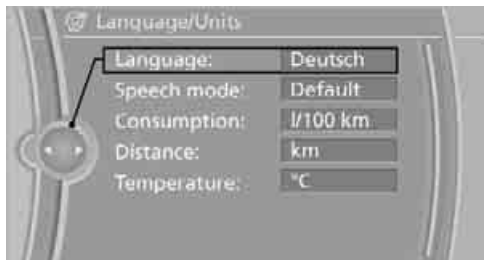 Language/Units
Language: Deutsch
Speech mode: Default
Consumption: l/100 km
Distance: km
Temperature: °C